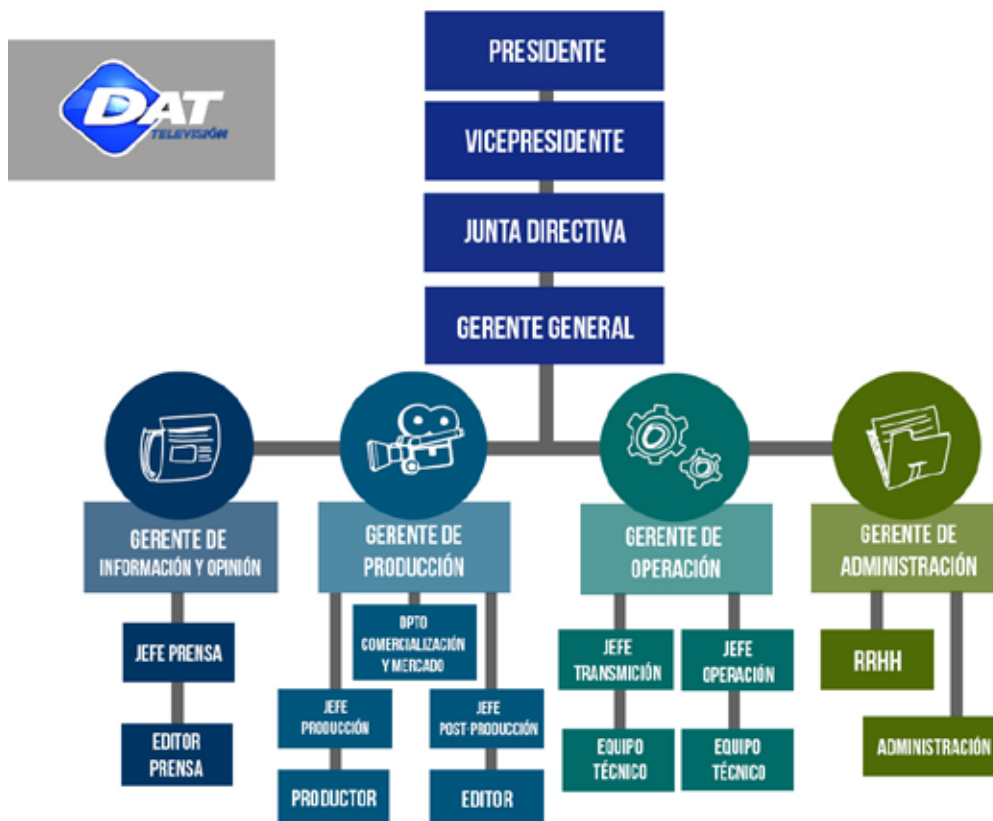 DAT
TELEVISIÓN
PRESIDENTE
VICEPRESIDENTE
JUNTA DIRECTIVA
GERENTE GENERAL
GERENTE DE
INFORMACIÓN Y OPINIÓN
GERENTE DE
PRODUCCIÓN
GERENTE DE
OPERACIÓN
GERENTE DE
ADMINISTRACIÓN
JEFE PRENSA
EDITOR
PRENSA
DPTO
COMERCIALIZACIÓN
Y MERCADO
JEFE
PRODUCCIÓN
PRODUCTOR
JEFE
POST-PRODUCCIÓN
EDITOR
JEFE
TRANSMICIÓN
EQUIPO
TÉCNICO
JEFE
OPERACIÓN
EQUIPO
TÉCNICO
RRHH
ADMINISTRACIÓN